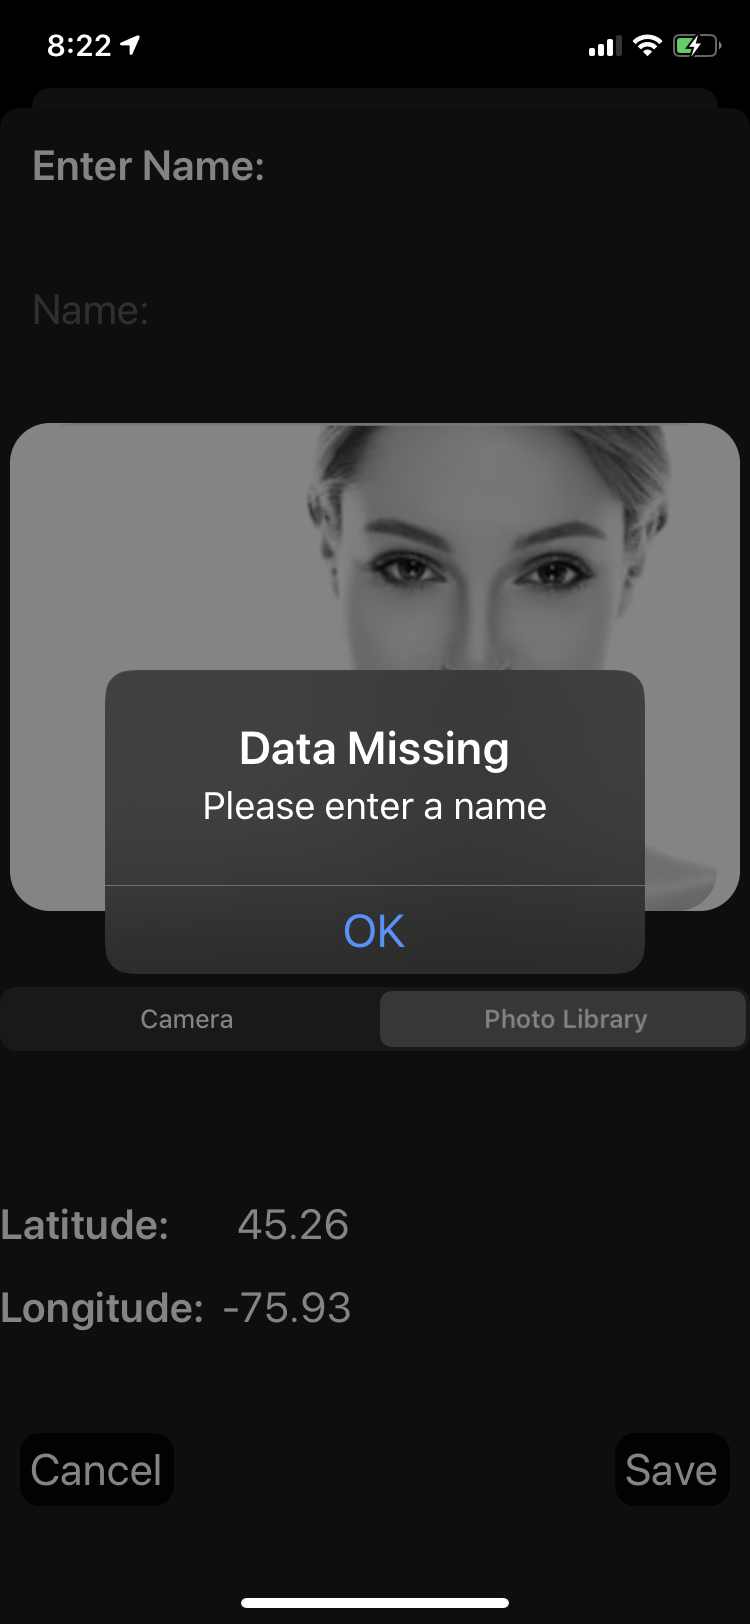 8:22
Enter Name:
Name:
Data Missing
Please enter a name
OK
Camera
Photo Library
Latitude: 45.26
Longitude: -75.93
Cancel
Save